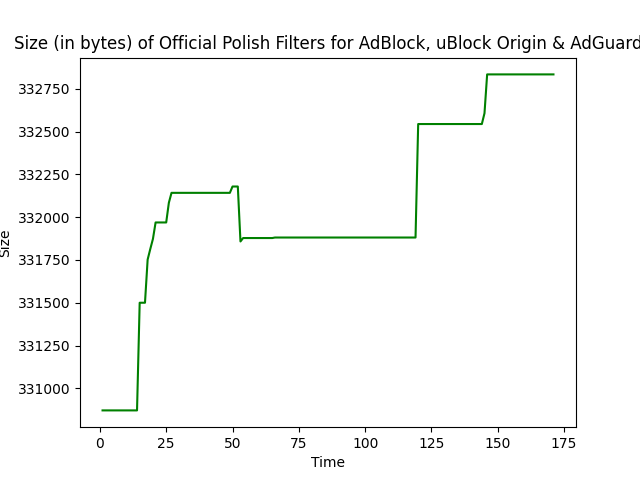 Size (in bytes) of Official Polish Filters for AdBlock, uBlock Origin & AdGuard
332750
332500
332250
332000
331750
331500
331250
331000
Size
0 25 50 75 100 125 150 175
Time